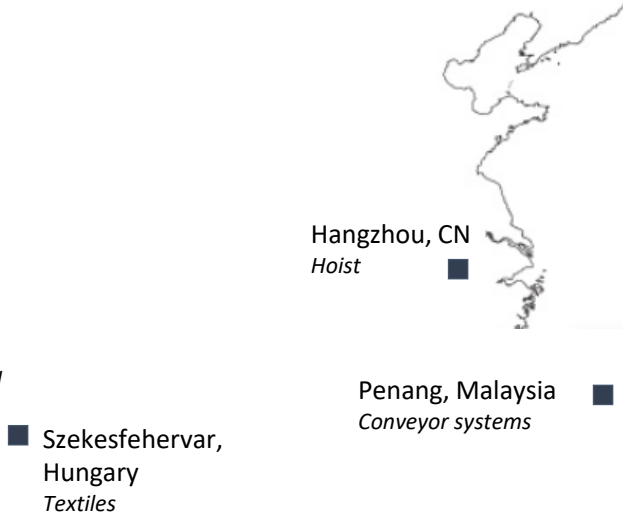 Hangzhou, CN
Hoist
Penang, Malaysia
Conveyor systems
Szekesfehervar,
Hungary
Textiles